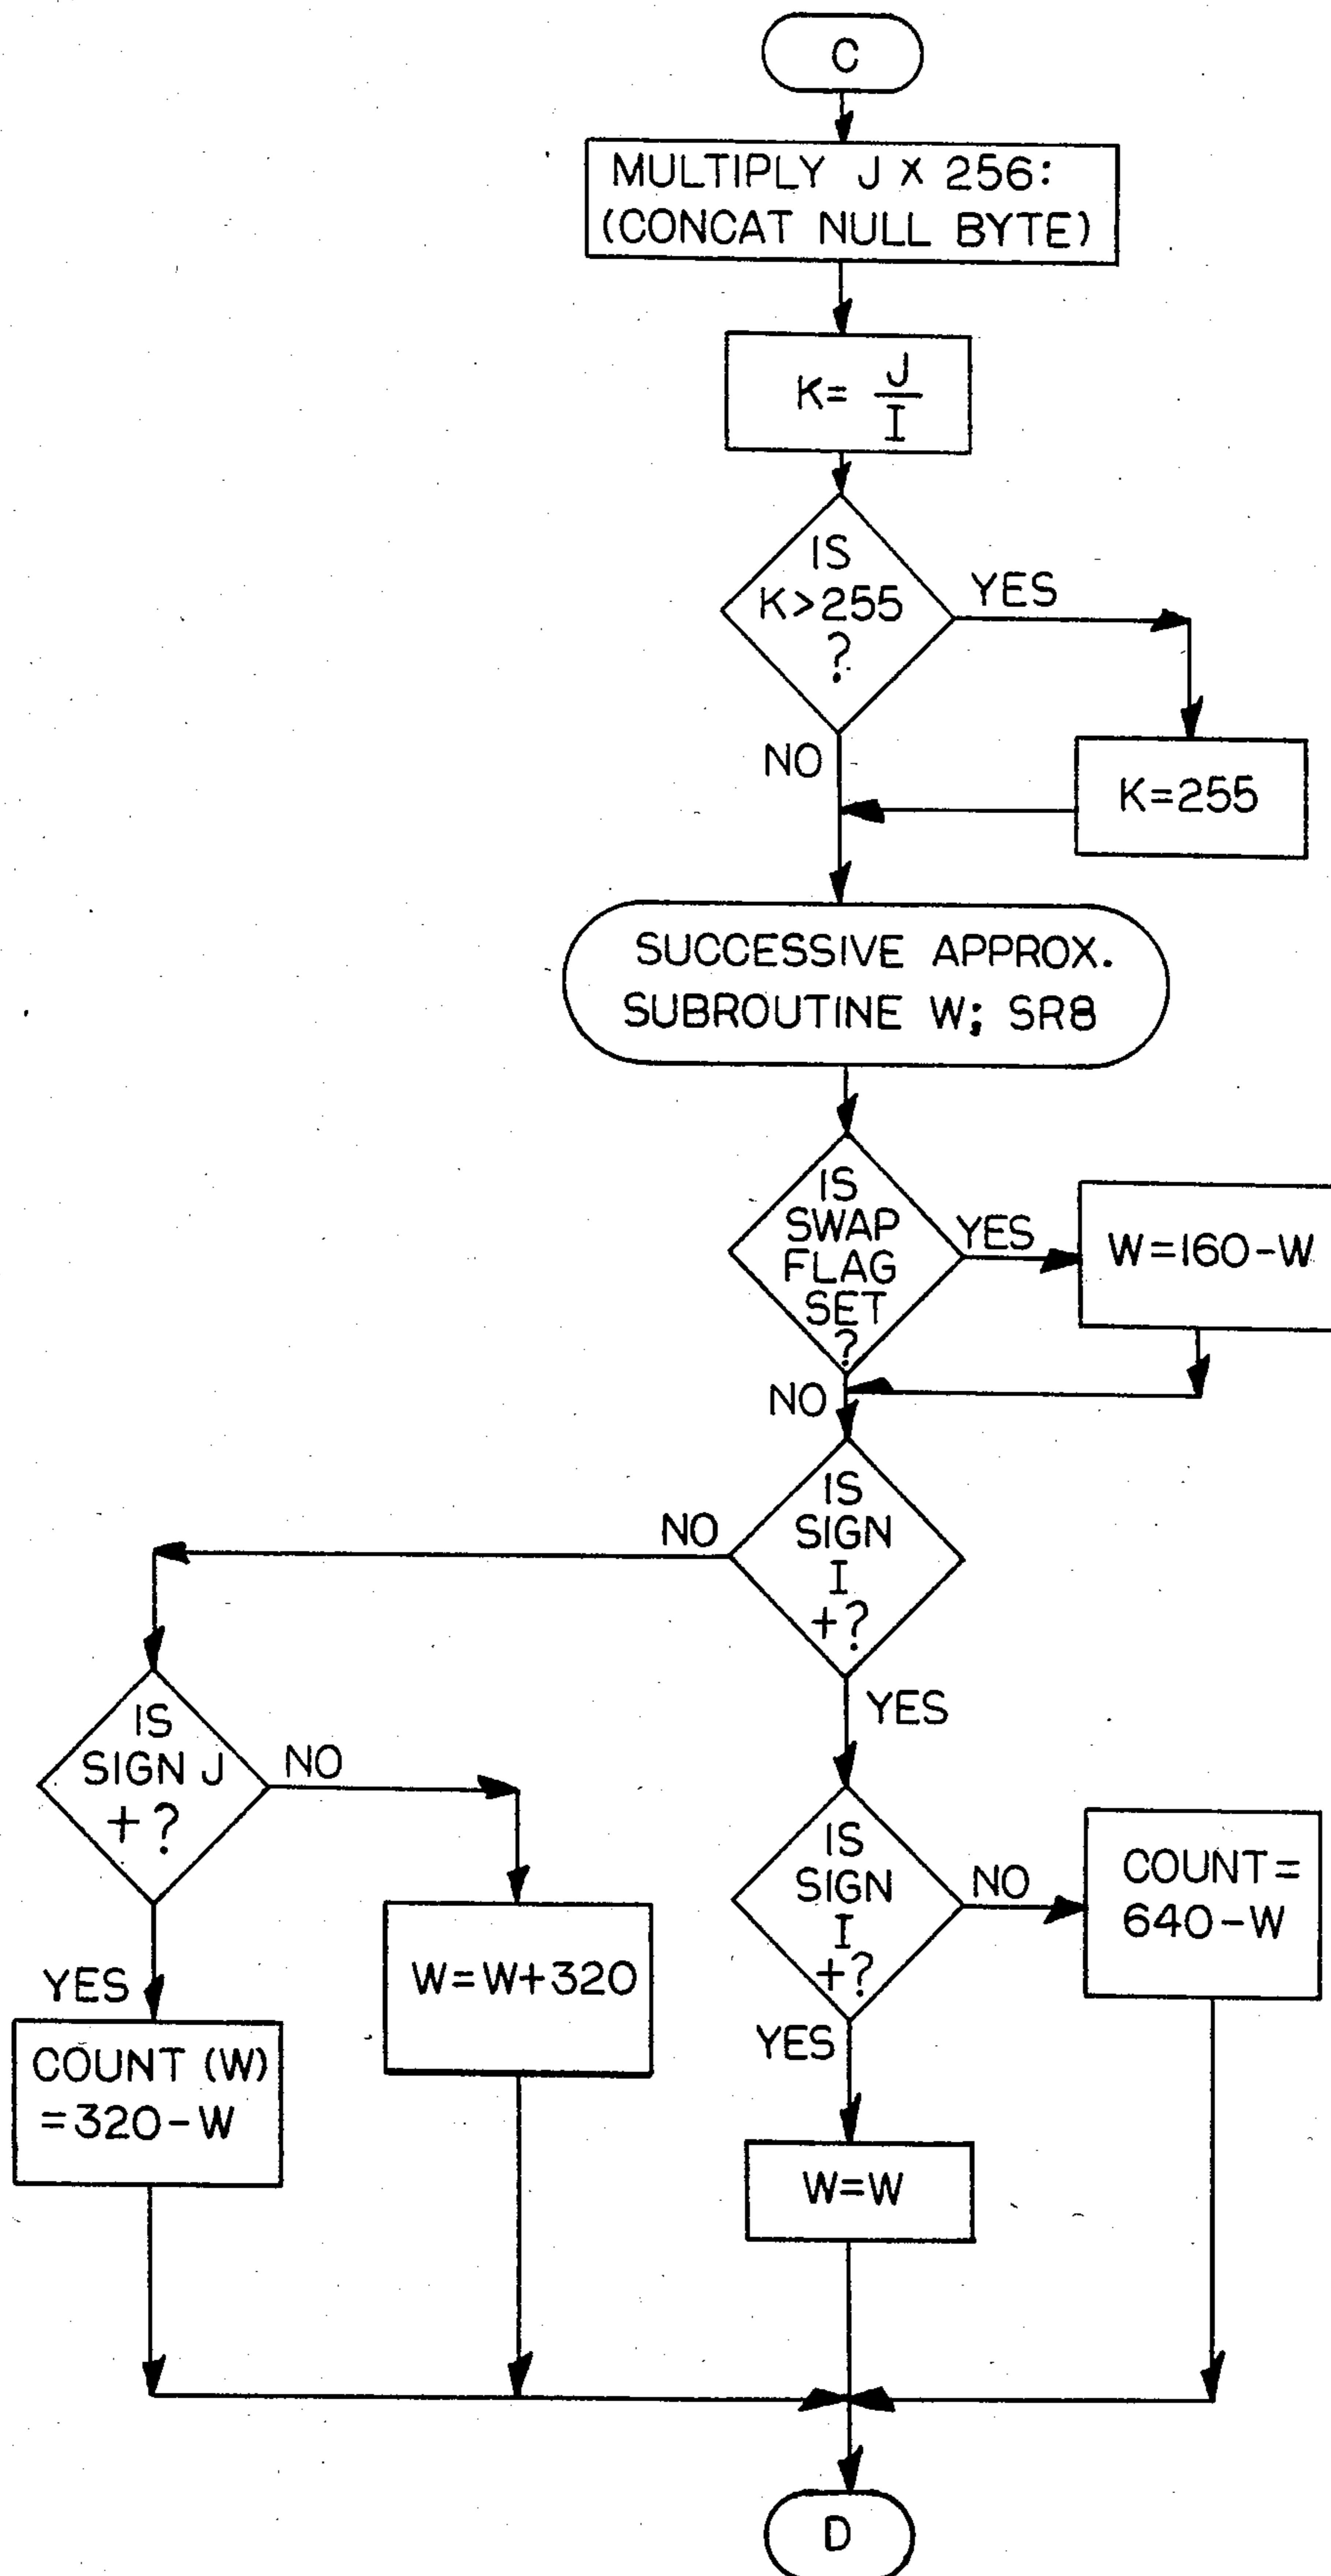 C
MULTIPLY J X 256:
(CONCAT NULL BYTE)
K= J
I
IS
K>255
?
YES
NO
K=255
SUCCESSIVE APPROX.
SUBROUTINE W; SR8
IS
SWAP
FLAG
SET
?
YES
W=160-W
NO
IS
SIGN
I
+?
NO
YES
IS
SIGN J
+?
NO
YES
W=W+320
COUNT (W)
=320-W
IS
SIGN
I
+?
NO
COUNT=
640-W
YES
W=W
D